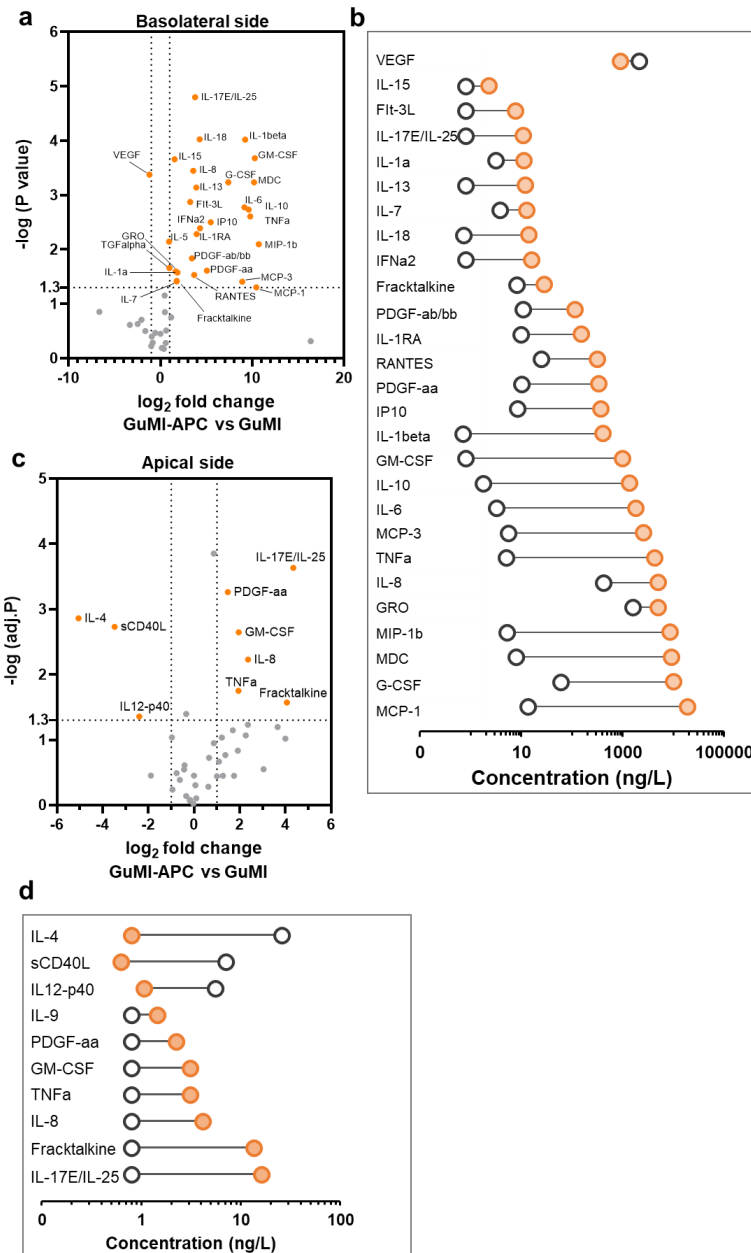 a
Basolateral side
6
5
4
3
2
1.3
1
0
-log (P value)
IL-17E/IL-25
IL-18
IL-1beta
VEGF
IL-15
GM-CSF
IL-8
G-CSF
MDC
IL-13
Flt-3L
IL-6
IL-10
IFNa2
IP10
TNFa
GRO
IL-5
IL-1RA
TGFalpha
MIP-1b
PDGF-ab/bb
IL-1a
PDGF-aa
MCP-3
IL-7
RANTES
MCP-1
Fracktalkine
-10
0
10
20
log2 fold change
GuMI-APC vs GuMI
b
VEGF
IL-15
Flt-3L
IL-17E/IL-25
IL-1a
IL-13
IL-7
IL-18
IFNa2
Fracktalkine
PDGF-ab/bb
IL-1RA
RANTES
PDGF-aa
IP10
IL-1beta
GM-CSF
IL-10
IL-6
MCP-3
TNFa
IL-8
GRO
MIP-1b
MDC
G-CSF
MCP-1
0
10
1000
100000
Concentration (ng/L)
c
Apical side
5
4
3
2
1.3
1
0
-log (adj.P)
IL-17E/IL-25
PDGF-aa
IL-4
sCD40L
GM-CSF
IL-8
TNFa
Fracktalkine
IL12-p40
-6
-4
-2
0
2
4
6
log2 fold change
GuMI-APC vs GuMI
d
IL-4
sCD40L
IL12-p40
IL-9
PDGF-aa
GM-CSF
TNFa
IL-8
Fracktalkine
IL-17E/IL-25
0
1
10
100
Concentration (ng/L)